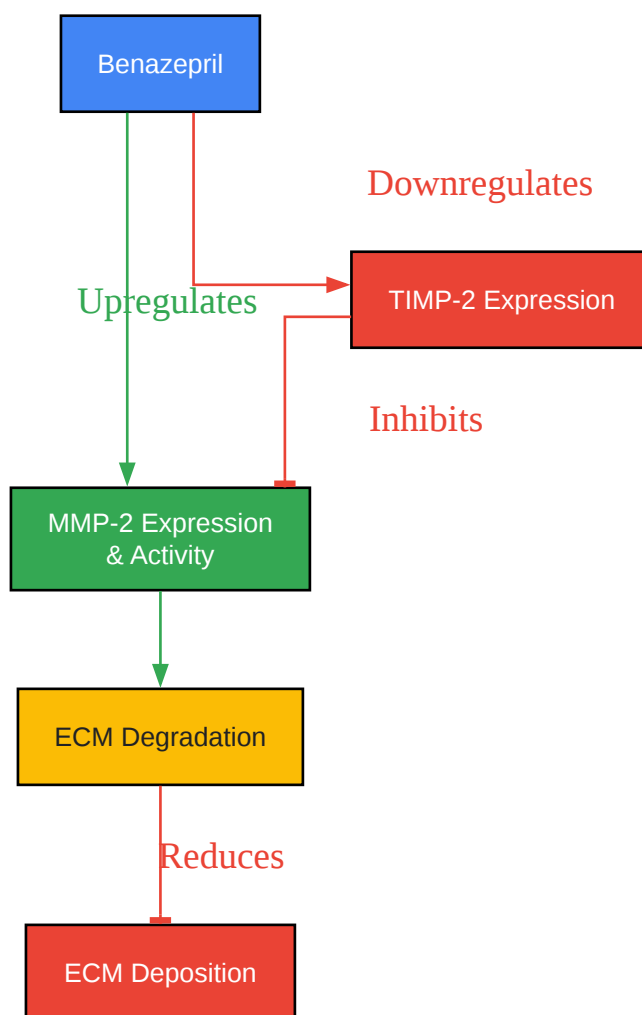 Benazepril
Downregulates
Upregulates
TIMP-2 Expression
Inhibits
MMP-2 Expression
& Activity
ECM Degradation
Reduces
ECM Deposition